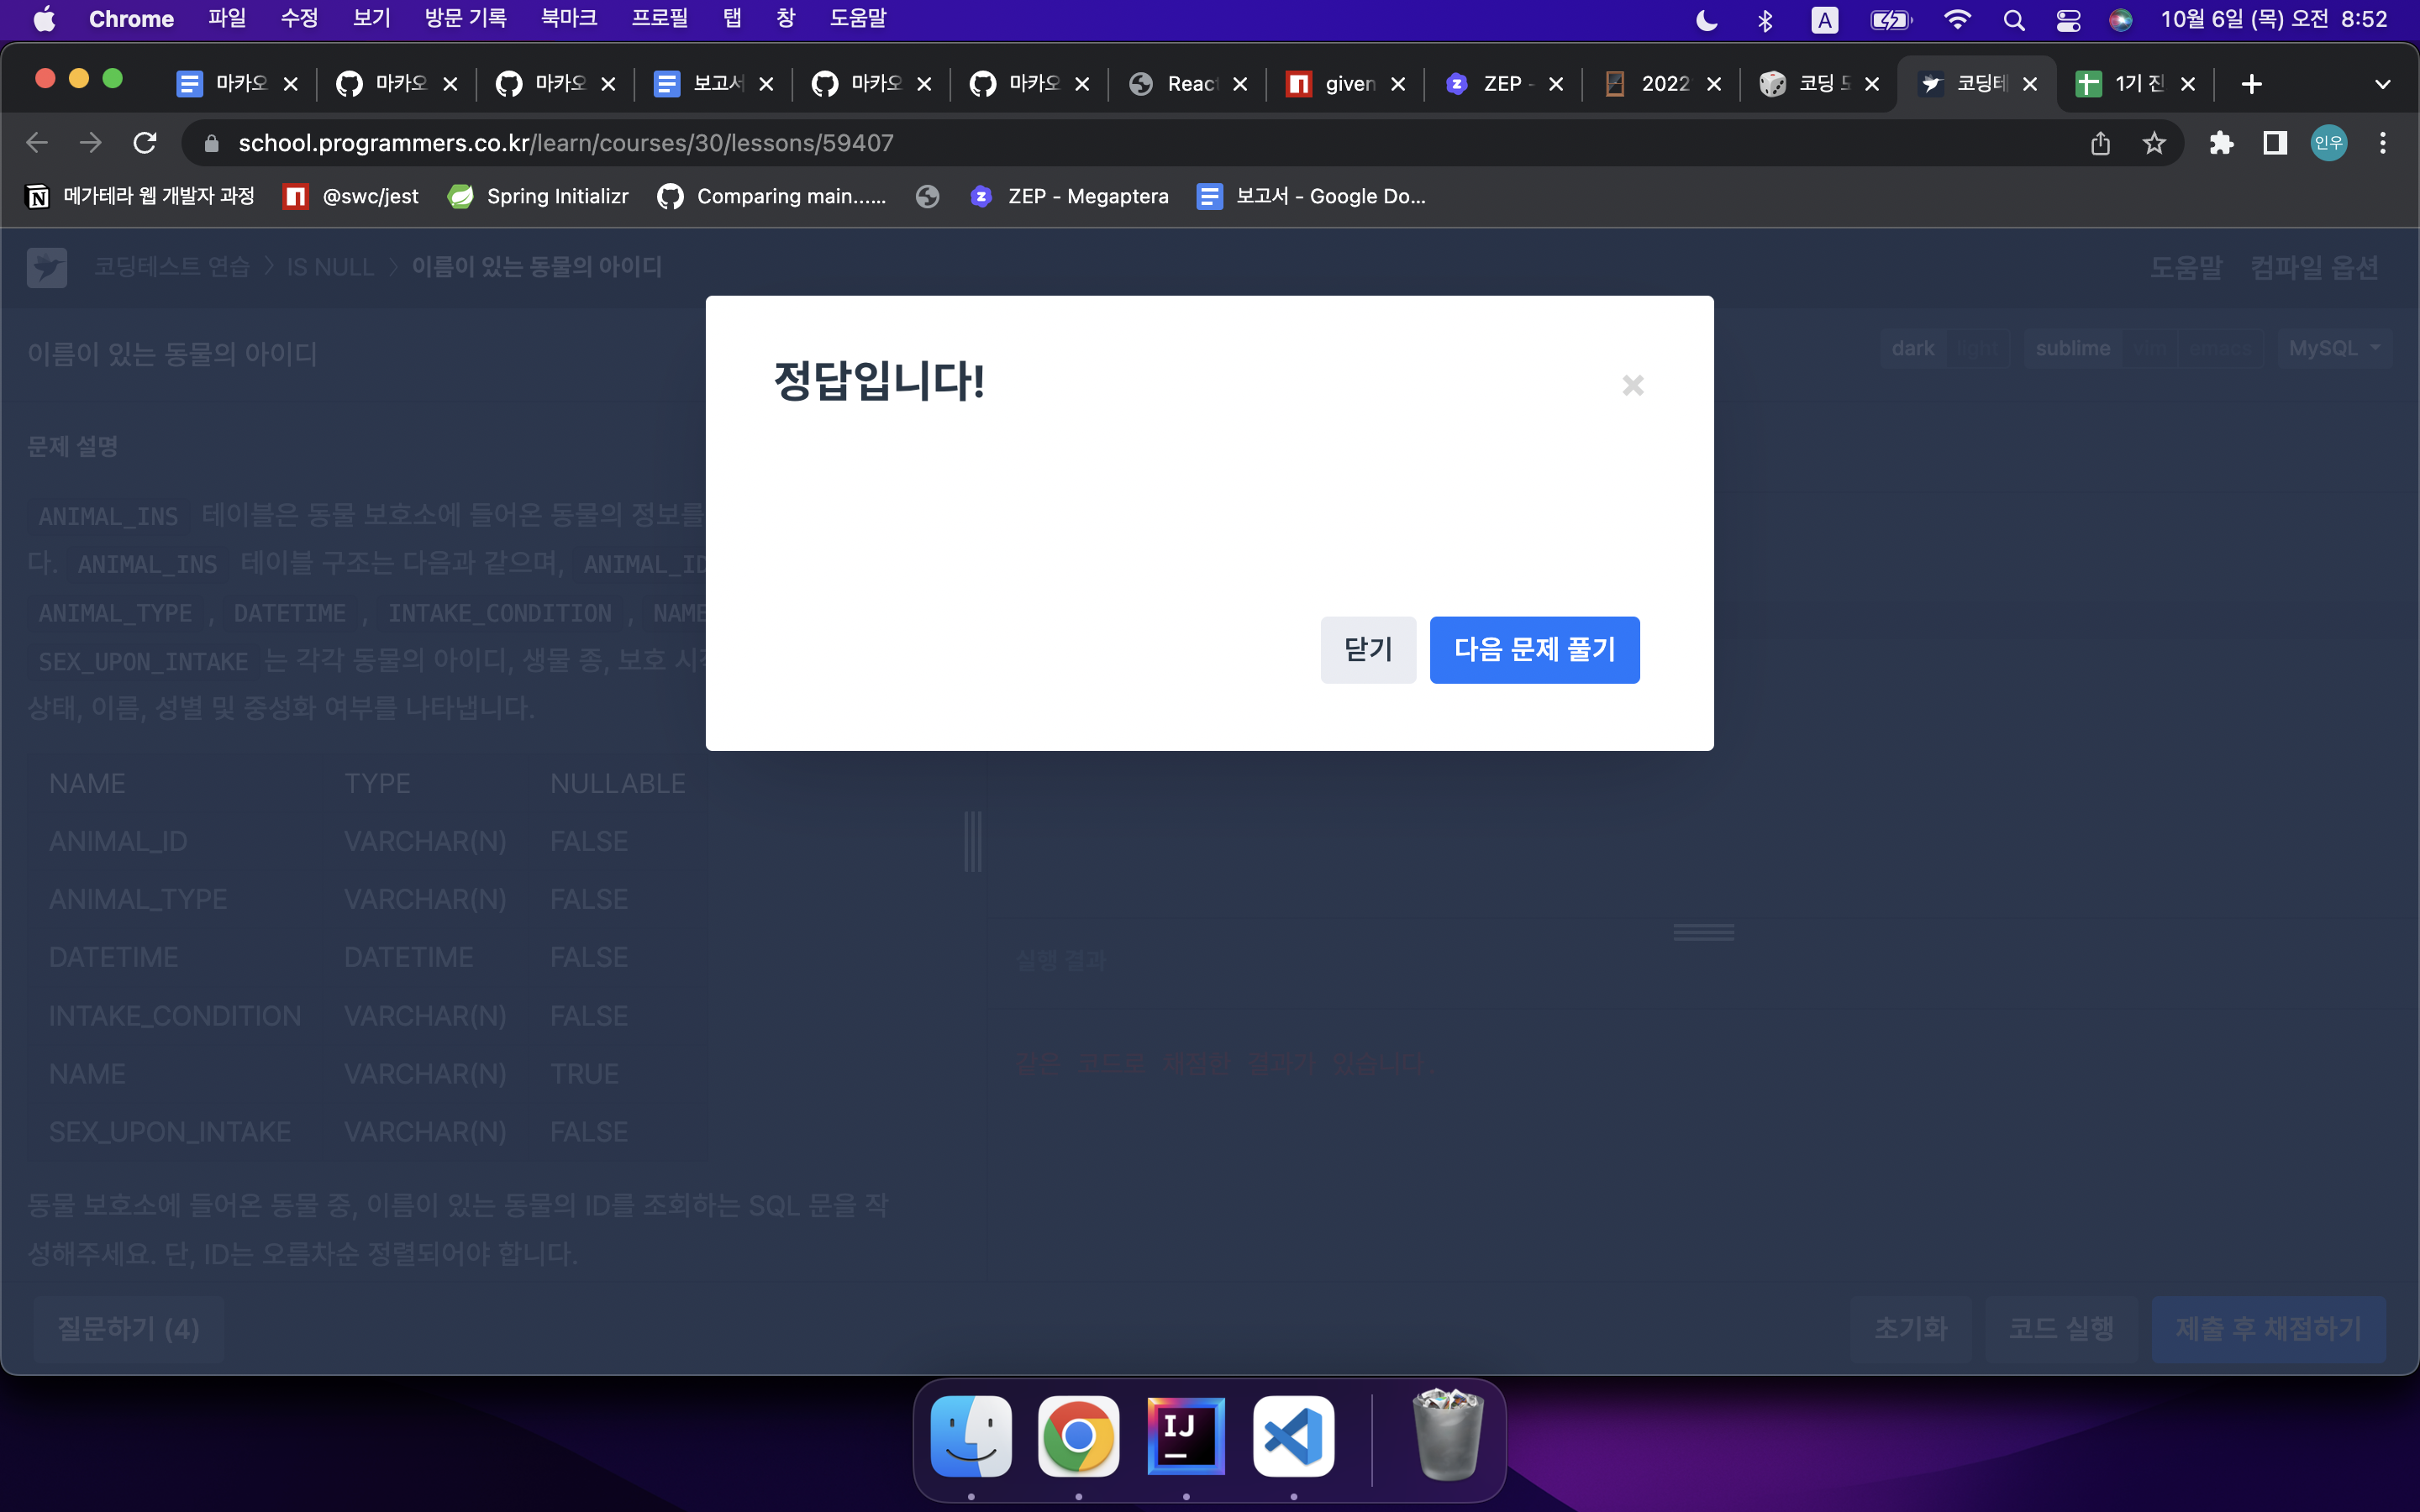 Chrome 파일 수정 보기 방문 기록 북마크 프로필 탭 창 도움말 A 10월 6일 (목) 오전 8:52
마카오 마카오 마카오 보고서 마카오 마카오 React given ZEP - 2022 코딩 코딩테 1기 진
school.programmers.co.kr/learn/courses/30/lessons/59407 인우
메가테라 웹 개발자 과정 @swc/jest Spring Initializr Comparing main...... ZEP - Megaptera 보고서 - Google Do...
코딩테스트 연습 IS NULL 이름이 있는 동물의 아이디 도움말 컴파일 옵션
이름이 있는 동물의 아이디 dark light sublime vim emacs MySQL
정답입니다!
닫기 다음 문제 풀기
문제 설명
ANIMAL_INS 테이블은 동물 보호소에 들어온 동물의 정보를
다. ANIMAL_INS 테이블 구조는 다음과 같으며, ANIMAL_ID
ANIMAL_TYPE , DATETIME , INTAKE_CONDITION , NAME
SEX_UPON_INTAKE 는 각각 동물의 아이디, 생물 종, 보호 시작
상태, 이름, 성별 및 중성화 여부를 나타냅니다.
NAME TYPE NULLABLE
ANIMAL_ID VARCHAR(N) FALSE
ANIMAL_TYPE VARCHAR(N) FALSE
DATETIME DATETIME FALSE
INTAKE_CONDITION VARCHAR(N) FALSE
NAME VARCHAR(N) TRUE
SEX_UPON_INTAKE VARCHAR(N) FALSE
동물 보호소에 들어온 동물 중, 이름이 있는 동물의 ID를 조회하는 SQL 문을 작
성해주세요. 단, ID는 오름차순 정렬되어야 합니다.
실행 결과
같은 코드로 채점한 결과가 있습니다.
질문하기 (4) 초기화 코드 실행 제출 후 채점하기
IJ